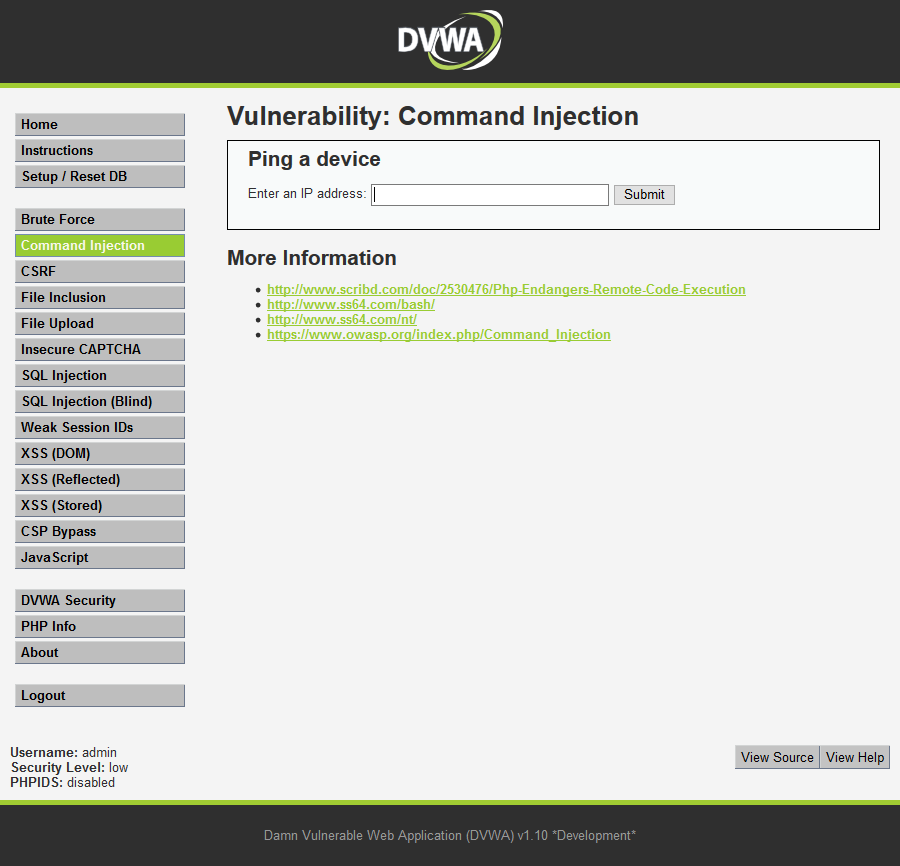 DVWA
Vulnerability: Command Injection
Home
Instructions
Setup / Reset DB
Brute Force
Command Injection
CSRF
File Inclusion
File Upload
Insecure CAPTCHA
SQL Injection
SQL Injection (Blind)
Weak Session IDs
XSS (DOM)
XSS (Reflected)
XSS (Stored)
CSP Bypass
JavaScript
DVWA Security
PHP Info
About
Logout
Ping a device
Enter an IP address:
Submit
More Information
http://www.scribd.com/doc/2530476/Php-Endangers-Remote-Code-Execution
http://www.ss64.com/bash/
http://www.ss64.com/nt/
https://www.owasp.org/index.php/Command_Injection
Username: admin
Security Level: low
PHPIDS: disabled
View Source
View Help
Damn Vulnerable Web Application (DVWA) v1.10 *Development*